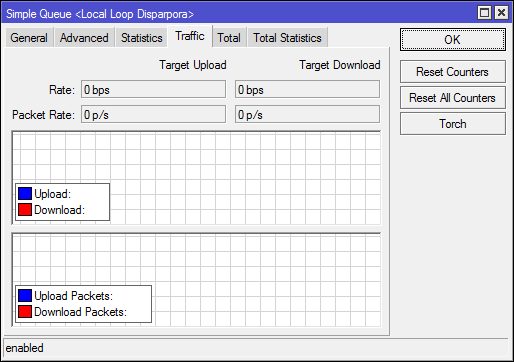 Simple Queue <Local Loop Disparpora>
General Advanced Statistics Traffic Total Total Statistics
OK
Reset Counters
Reset All Counters
Torch
Target Upload Target Download
Rate: 0 bps 0 bps
Packet Rate: 0 p/s 0 p/s
Upload:
Download:
Upload Packets:
Download Packets:
enabled